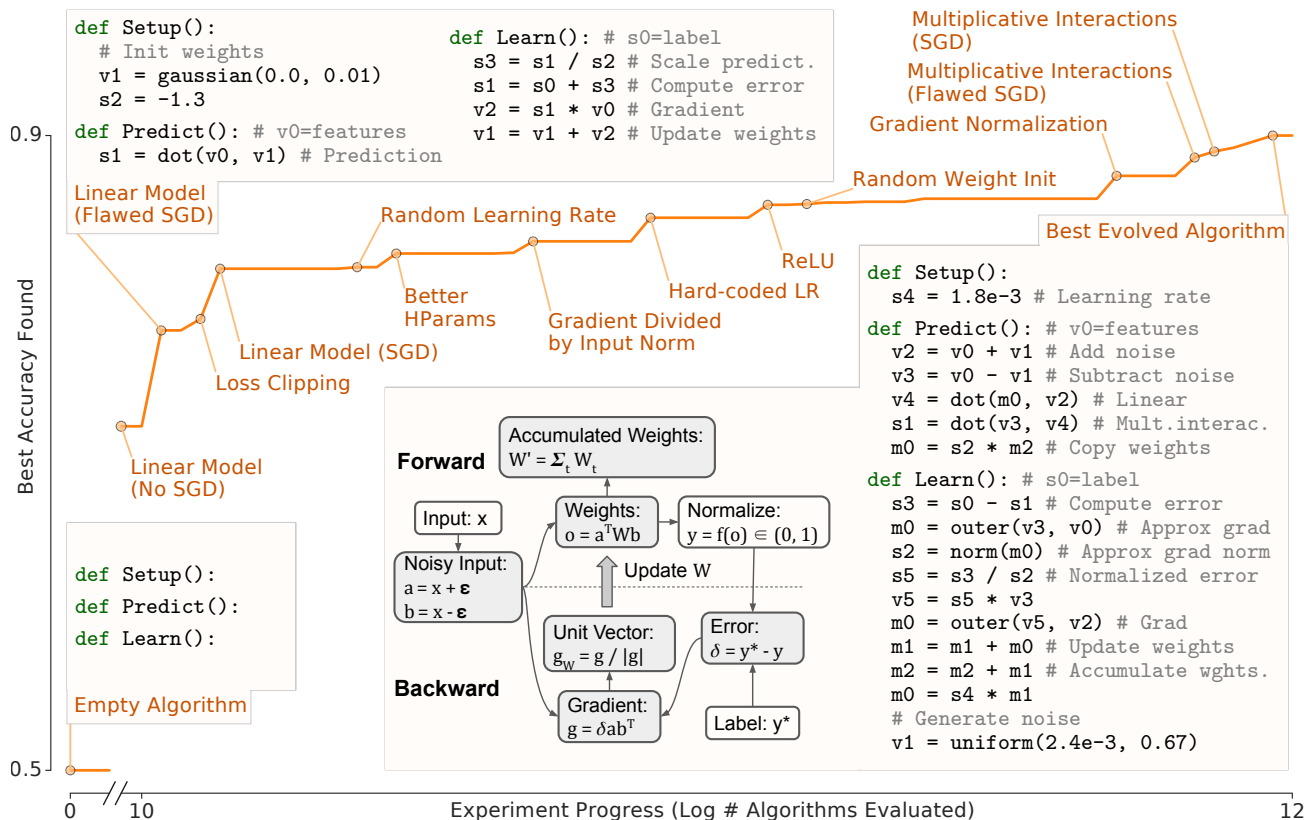 def Setup():
# Init weights
v1 = gaussian(0.0, 0.01)
s2 = -1.3
def Predict(): # v0=features
s1 = dot(v0, v1) # Prediction
def Learn(): # s0=label
s3 = s1 / s2 # Scale predict.
s1 = s0 + s3 # Compute error
v2 = s1 * v0 # Gradient
v1 = v1 + v2 # Update weights
Multiplicative Interactions
(SGD)
Multiplicative Interactions
(Flawed SGD)
Gradient Normalization
0.9
Linear Model
(Flawed SGD)
Random Learning Rate
Random Weight Init
Best Evolved Algorithm
ReLU
Hard-coded LR
Better
HParams
Gradient Divided
by Input Norm
Linear Model (SGD)
Loss Clipping
Linear Model
(No SGD)
Best Accuracy Found
def Setup():
s4 = 1.8e-3 # Learning rate
def Predict(): # v0=features
v2 = v0 + v1 # Add noise
v3 = v0 - v1 # Subtract noise
v4 = dot(m0, v2) # Linear
s1 = dot(v3, v4) # Mult.interac.
m0 = s2 * m2 # Copy weights
def Learn(): # s0=label
s3 = s0 - s1 # Compute error
m0 = outer(v3, v0) # Approx grad
s2 = norm(m0) # Approx grad norm
s5 = s3 / s2 # Normalized error
v5 = s5 * v3
m0 = outer(v5, v2) # Grad
m1 = m1 + m0 # Update weights
m2 = m2 + m1 # Accumulate wghts.
m0 = s4 * m1
# Generate noise
v1 = uniform(2.4e-3, 0.67)
Forward
Accumulated Weights:
W' = Σₜ Wₜ
Input: x
Weights:
o = aᵀWb
Normalize:
y = f(o) ∈ (0, 1)
Noisy Input:
a = x + ε
b = x - ε
Update W
Unit Vector:
g_W = g / |g|
Error:
δ = y* - y
Backward
Gradient:
g = δabᵀ
Label: y*
def Setup():
def Predict():
def Learn():
Empty Algorithm
0.5
0
10
Experiment Progress (Log # Algorithms Evaluated)
12